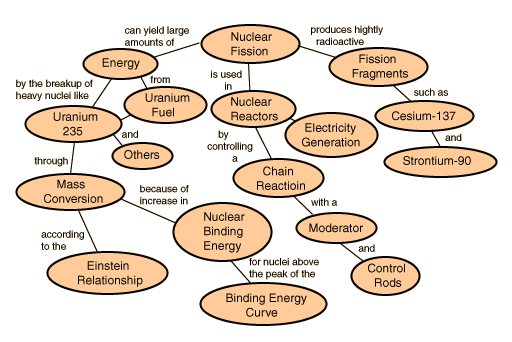 can yield large
amounts of
Nuclear
Fission
produces hightly
radioactive
Energy
Fission
Fragments
by the breakup of
heavy nuclei like
from
is used
in
such as
Uranium
Fuel
Nuclear
Reactors
Cesium-137
Uranium
235
and
Others
by
controlling
a
Electricity
Generation
and
Strontium-90
through
Chain
Reactioin
Mass
Conversion
because of
increase in
with a
Nuclear
Binding
Energy
Moderator
according
to the
and
Einstein
Relationship
for nuclei above
the peak of the
Control
Rods
Binding Energy
Curve